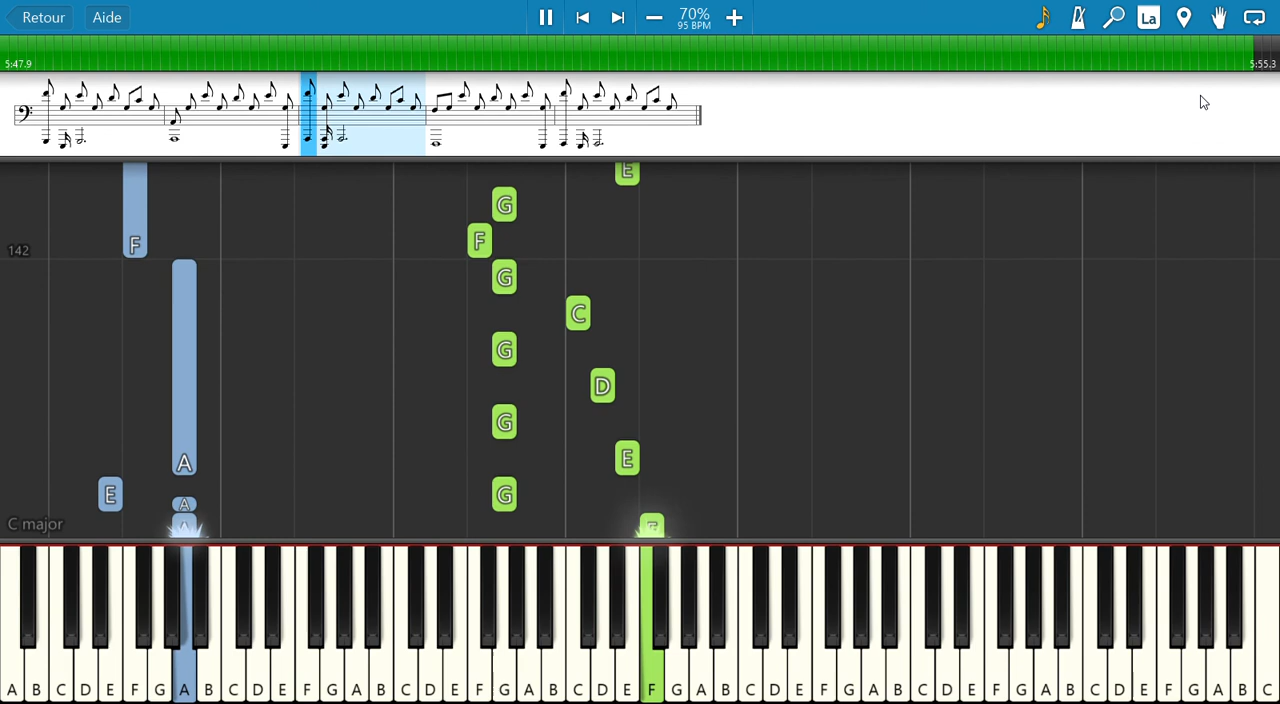 Retour Aide 70% La
95 BPM
5:47.9 5:55.3
E
G
F
142 F
G
C
G
D
G
A E
E G
A
C major
A B C D E F G A B C D E F G A B C D E F G A B C D E F G A B C D E F G A B C D E F G A B C D E F G A B C